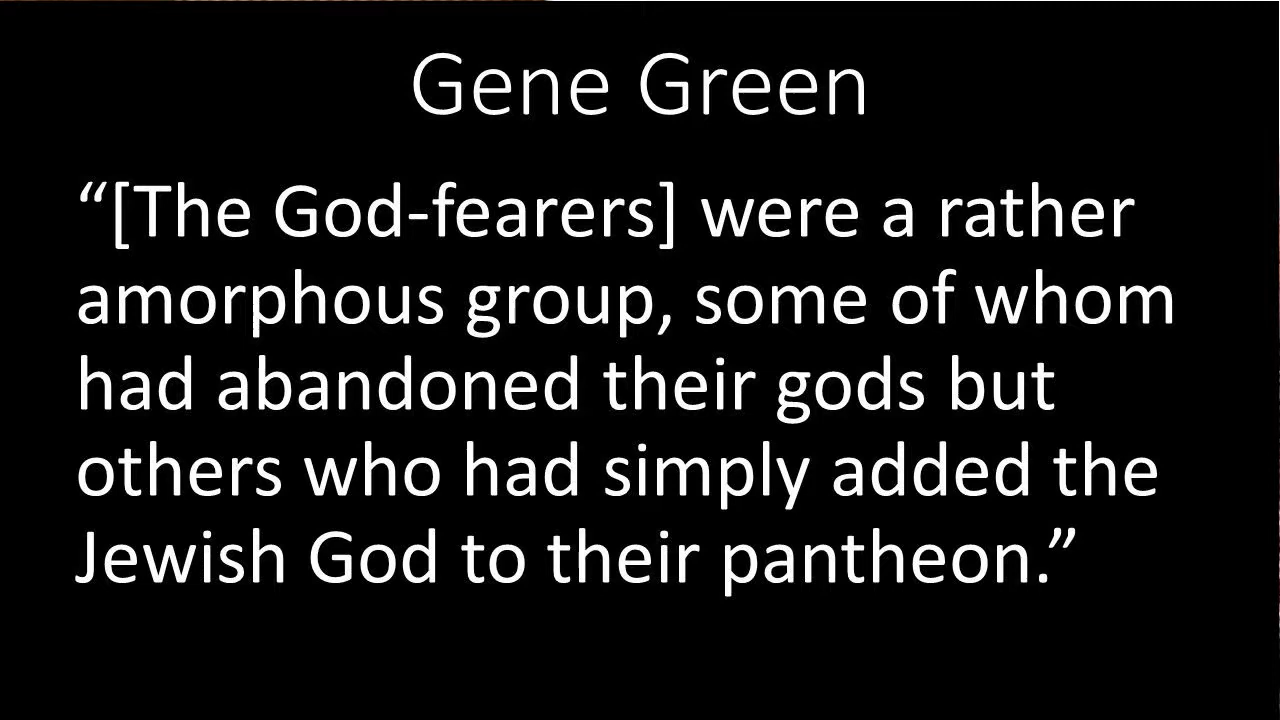 Gene Green
“[The God-fearers] were a rather
amorphous group, some of whom
had abandoned their gods but
others who had simply added the
Jewish God to their pantheon.”